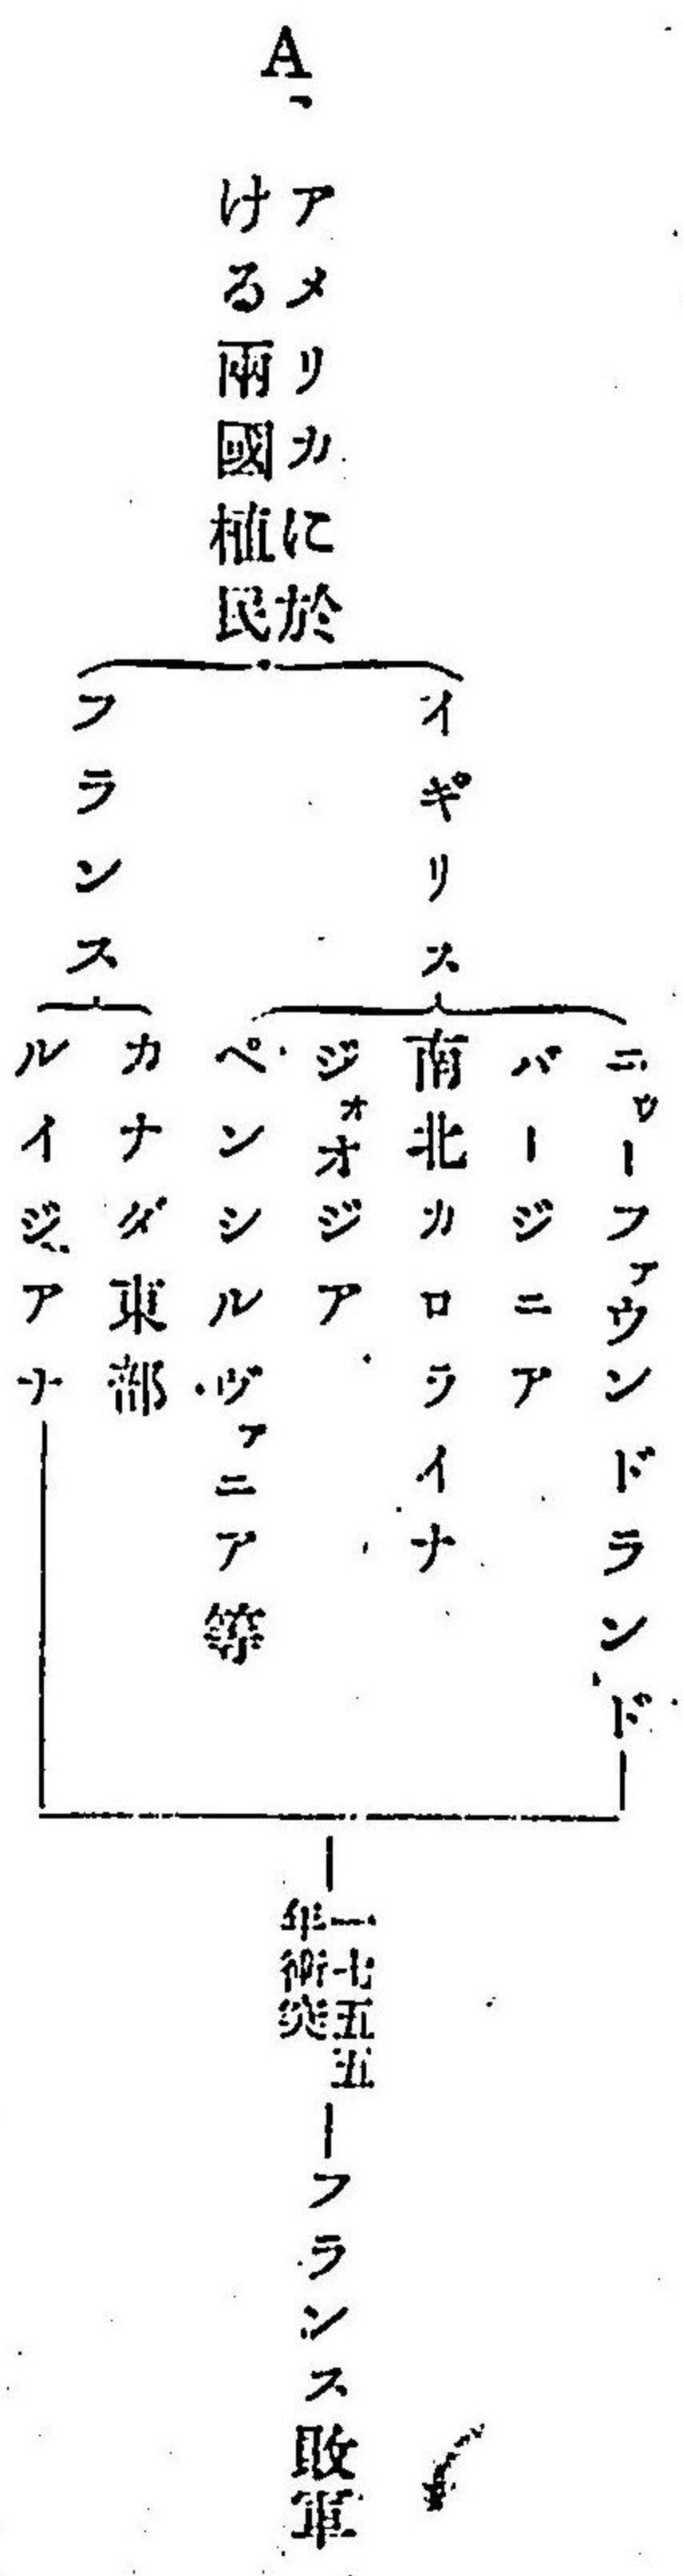 A、
アメリカに於
ける兩國植民
イギリス
ニューファウンドランド
バージニア
南北カロライナ
ジォオジア
ペンシルヴァニア等
フランス
カナダ東部
ルイジアナ
一七五五
年衝突
フランス敗軍